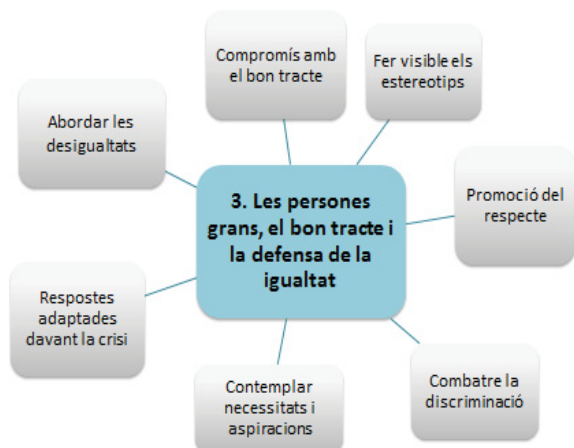 Compromís amb
el bon tracte
Fer visible els
estereotips
Abordar les
desigualtats
3. Les persones
grans, el bon tracte i
la defensa de la
igualtat
Promoció del
respecte
Respostes
adaptades
davant la crisi
Contemplar
necessitats i
aspiracions
Combatre la
discriminació